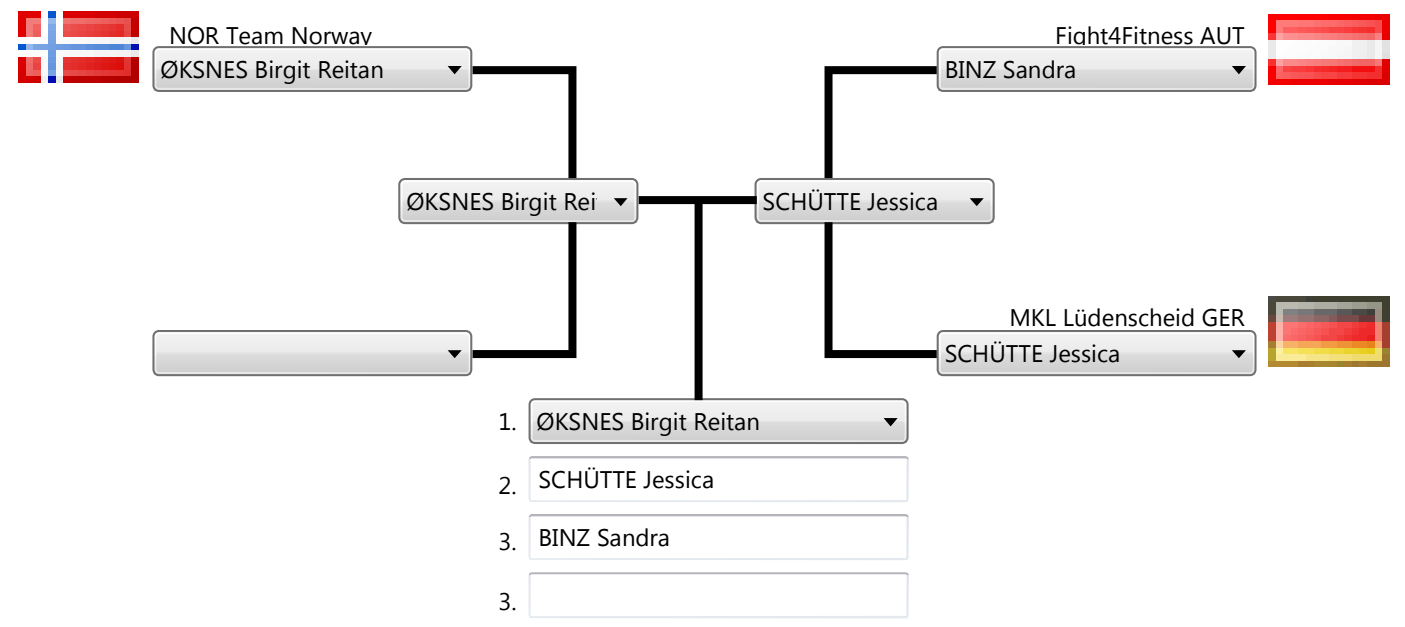 NOR Team Norway
Fight4Fitness AUT
ØKSNES Birgit Reitan
BINZ Sandra
ØKSNES Birgit Rei
SCHÜTTE Jessica
MKL Lüdenscheid GER
SCHÜTTE Jessica
1. ØKSNES Birgit Reitan
2. SCHÜTTE Jessica
3. BINZ Sandra
3.